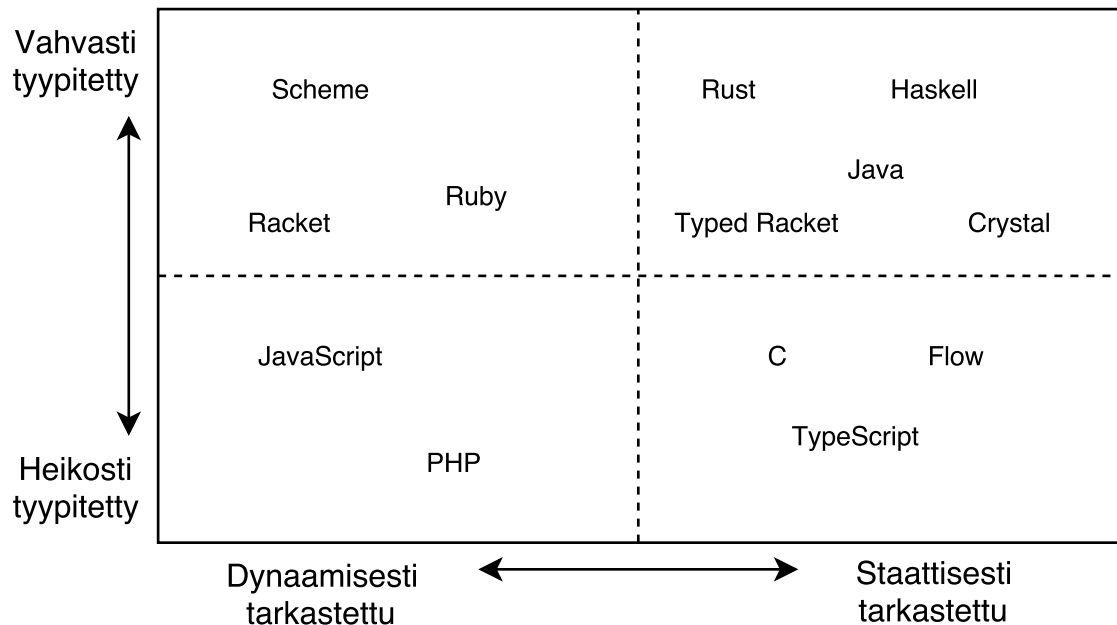 Vahvasti
tyypitetty
Scheme
Rust
Haskell
Java
Ruby
Racket
Typed Racket
Crystal
JavaScript
C
Flow
TypeScript
PHP
Heikosti
tyypitetty
Dynaamisesti
tarkastettu
Staattisesti
tarkastettu